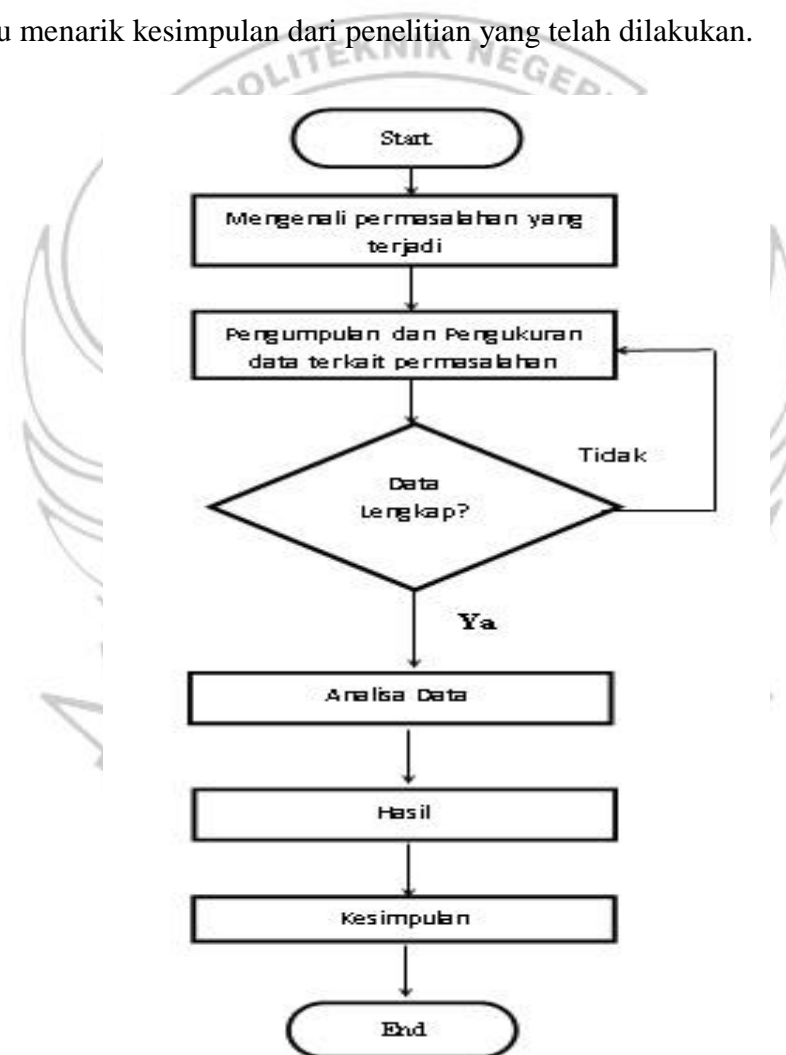 u menarik kesimpulan dari penelitian yang telah dilakukan.
POLITEKNIK NEGERI
Start
Mengenali permasalahan yang
terjadi
Pengumpulan dan Pengukuran
data terkait permasalahan
Tidak
Data
Lengkap?
Ya
Analisa Data
Hasil
Kesimpulan
End